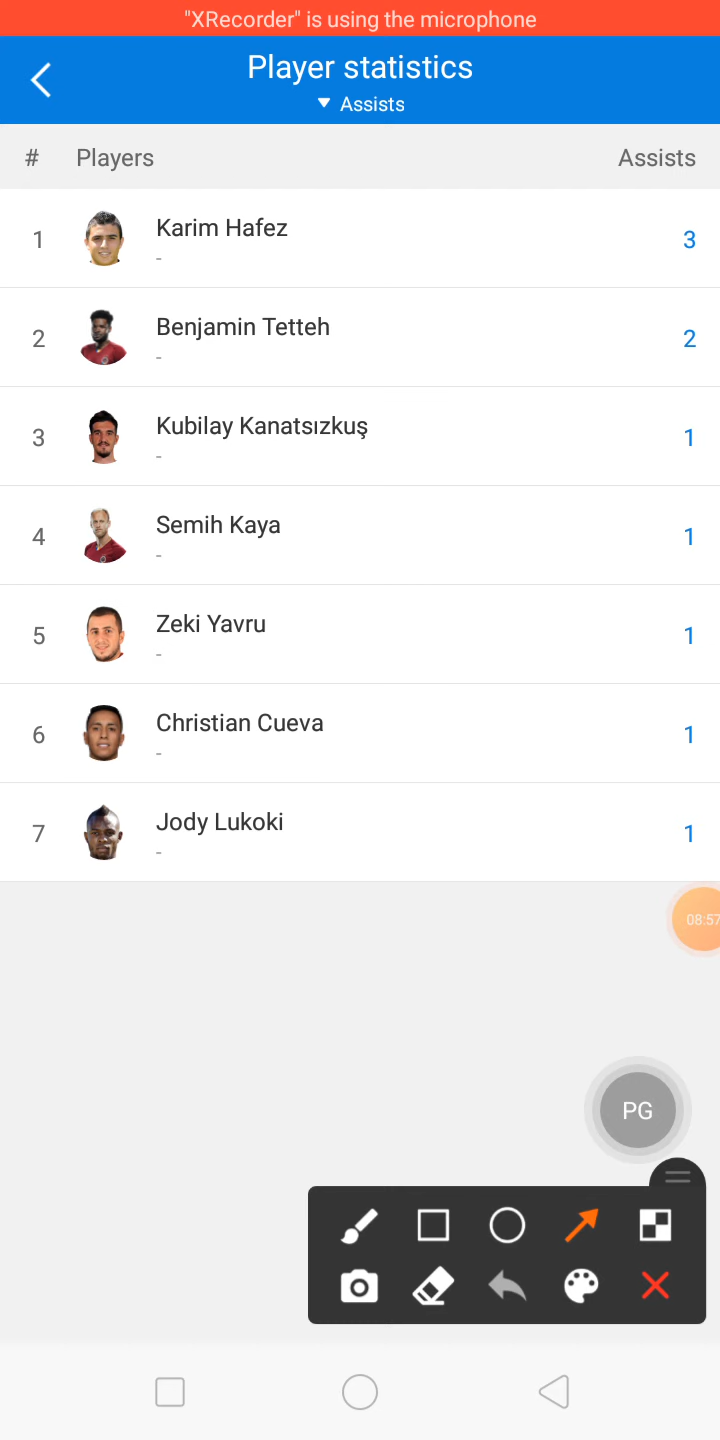 "XRecorder" is using the microphone
Player statistics
▼ Assists
# Players Assists
1 Karim Hafez 3
-
2 Benjamin Tetteh 2
-
3 Kubilay Kanatsızkuş 1
-
4 Semih Kaya 1
-
5 Zeki Yavru 1
-
6 Christian Cueva 1
-
7 Jody Lukoki 1
-
08:57
PG